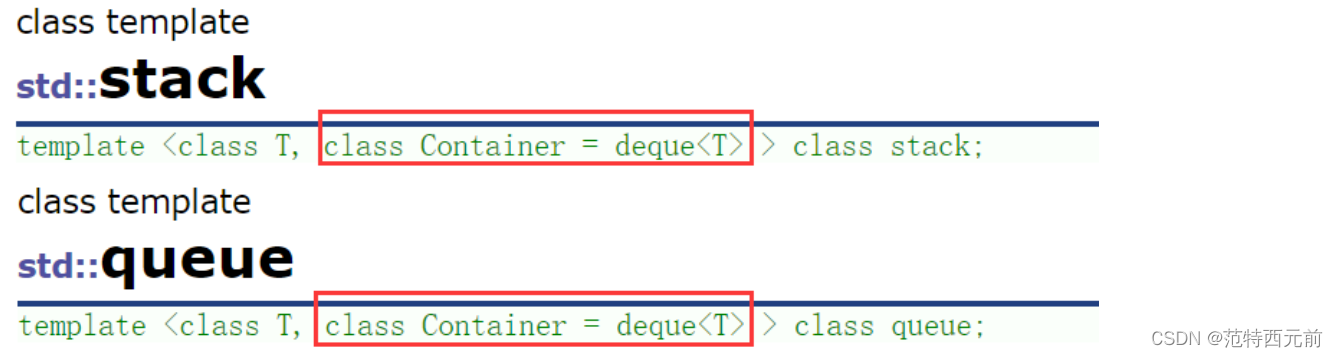 class template
std::stack
template <class T, class Container = deque<T> > class stack;
class template
std::queue
template <class T, class Container = deque<T> > class queue;
CSDN @范特西元前